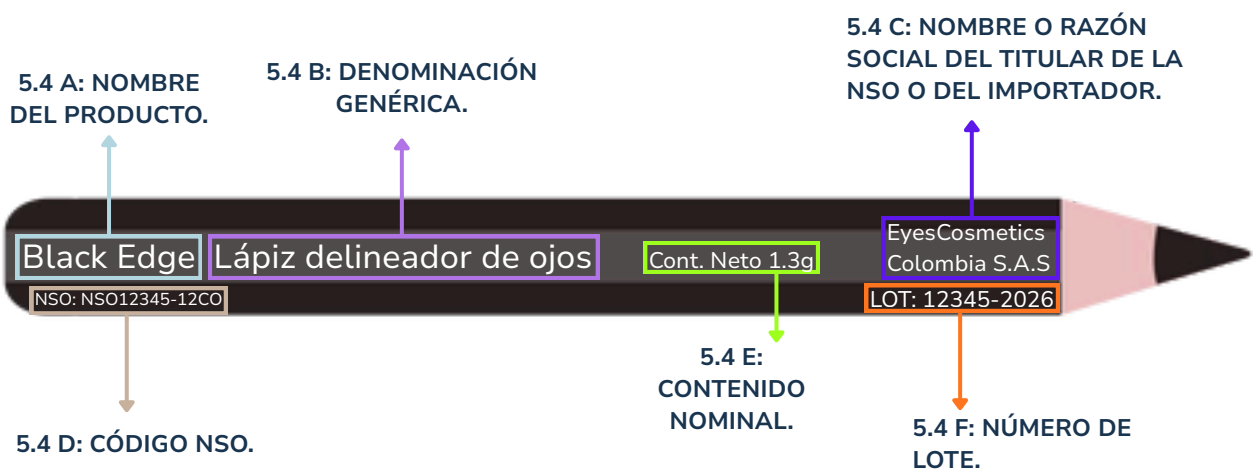 5.4 A: NOMBRE
DEL PRODUCTO.
5.4 B: DENOMINACIÓN
GENÉRICA.
5.4 C: NOMBRE O RAZÓN
SOCIAL DEL TITULAR DE LA
NSO O DEL IMPORTADOR.
Black Edge
Lápiz delineador de ojos
Cont. Neto 1.3g
EyesCosmetics
Colombia S.A.S
NSO: NSO12345-12CO
LOT: 12345-2026
5.4 D: CÓDIGO NSO.
5.4 E:
CONTENIDO
NOMINAL.
5.4 F: NÚMERO DE
LOTE.